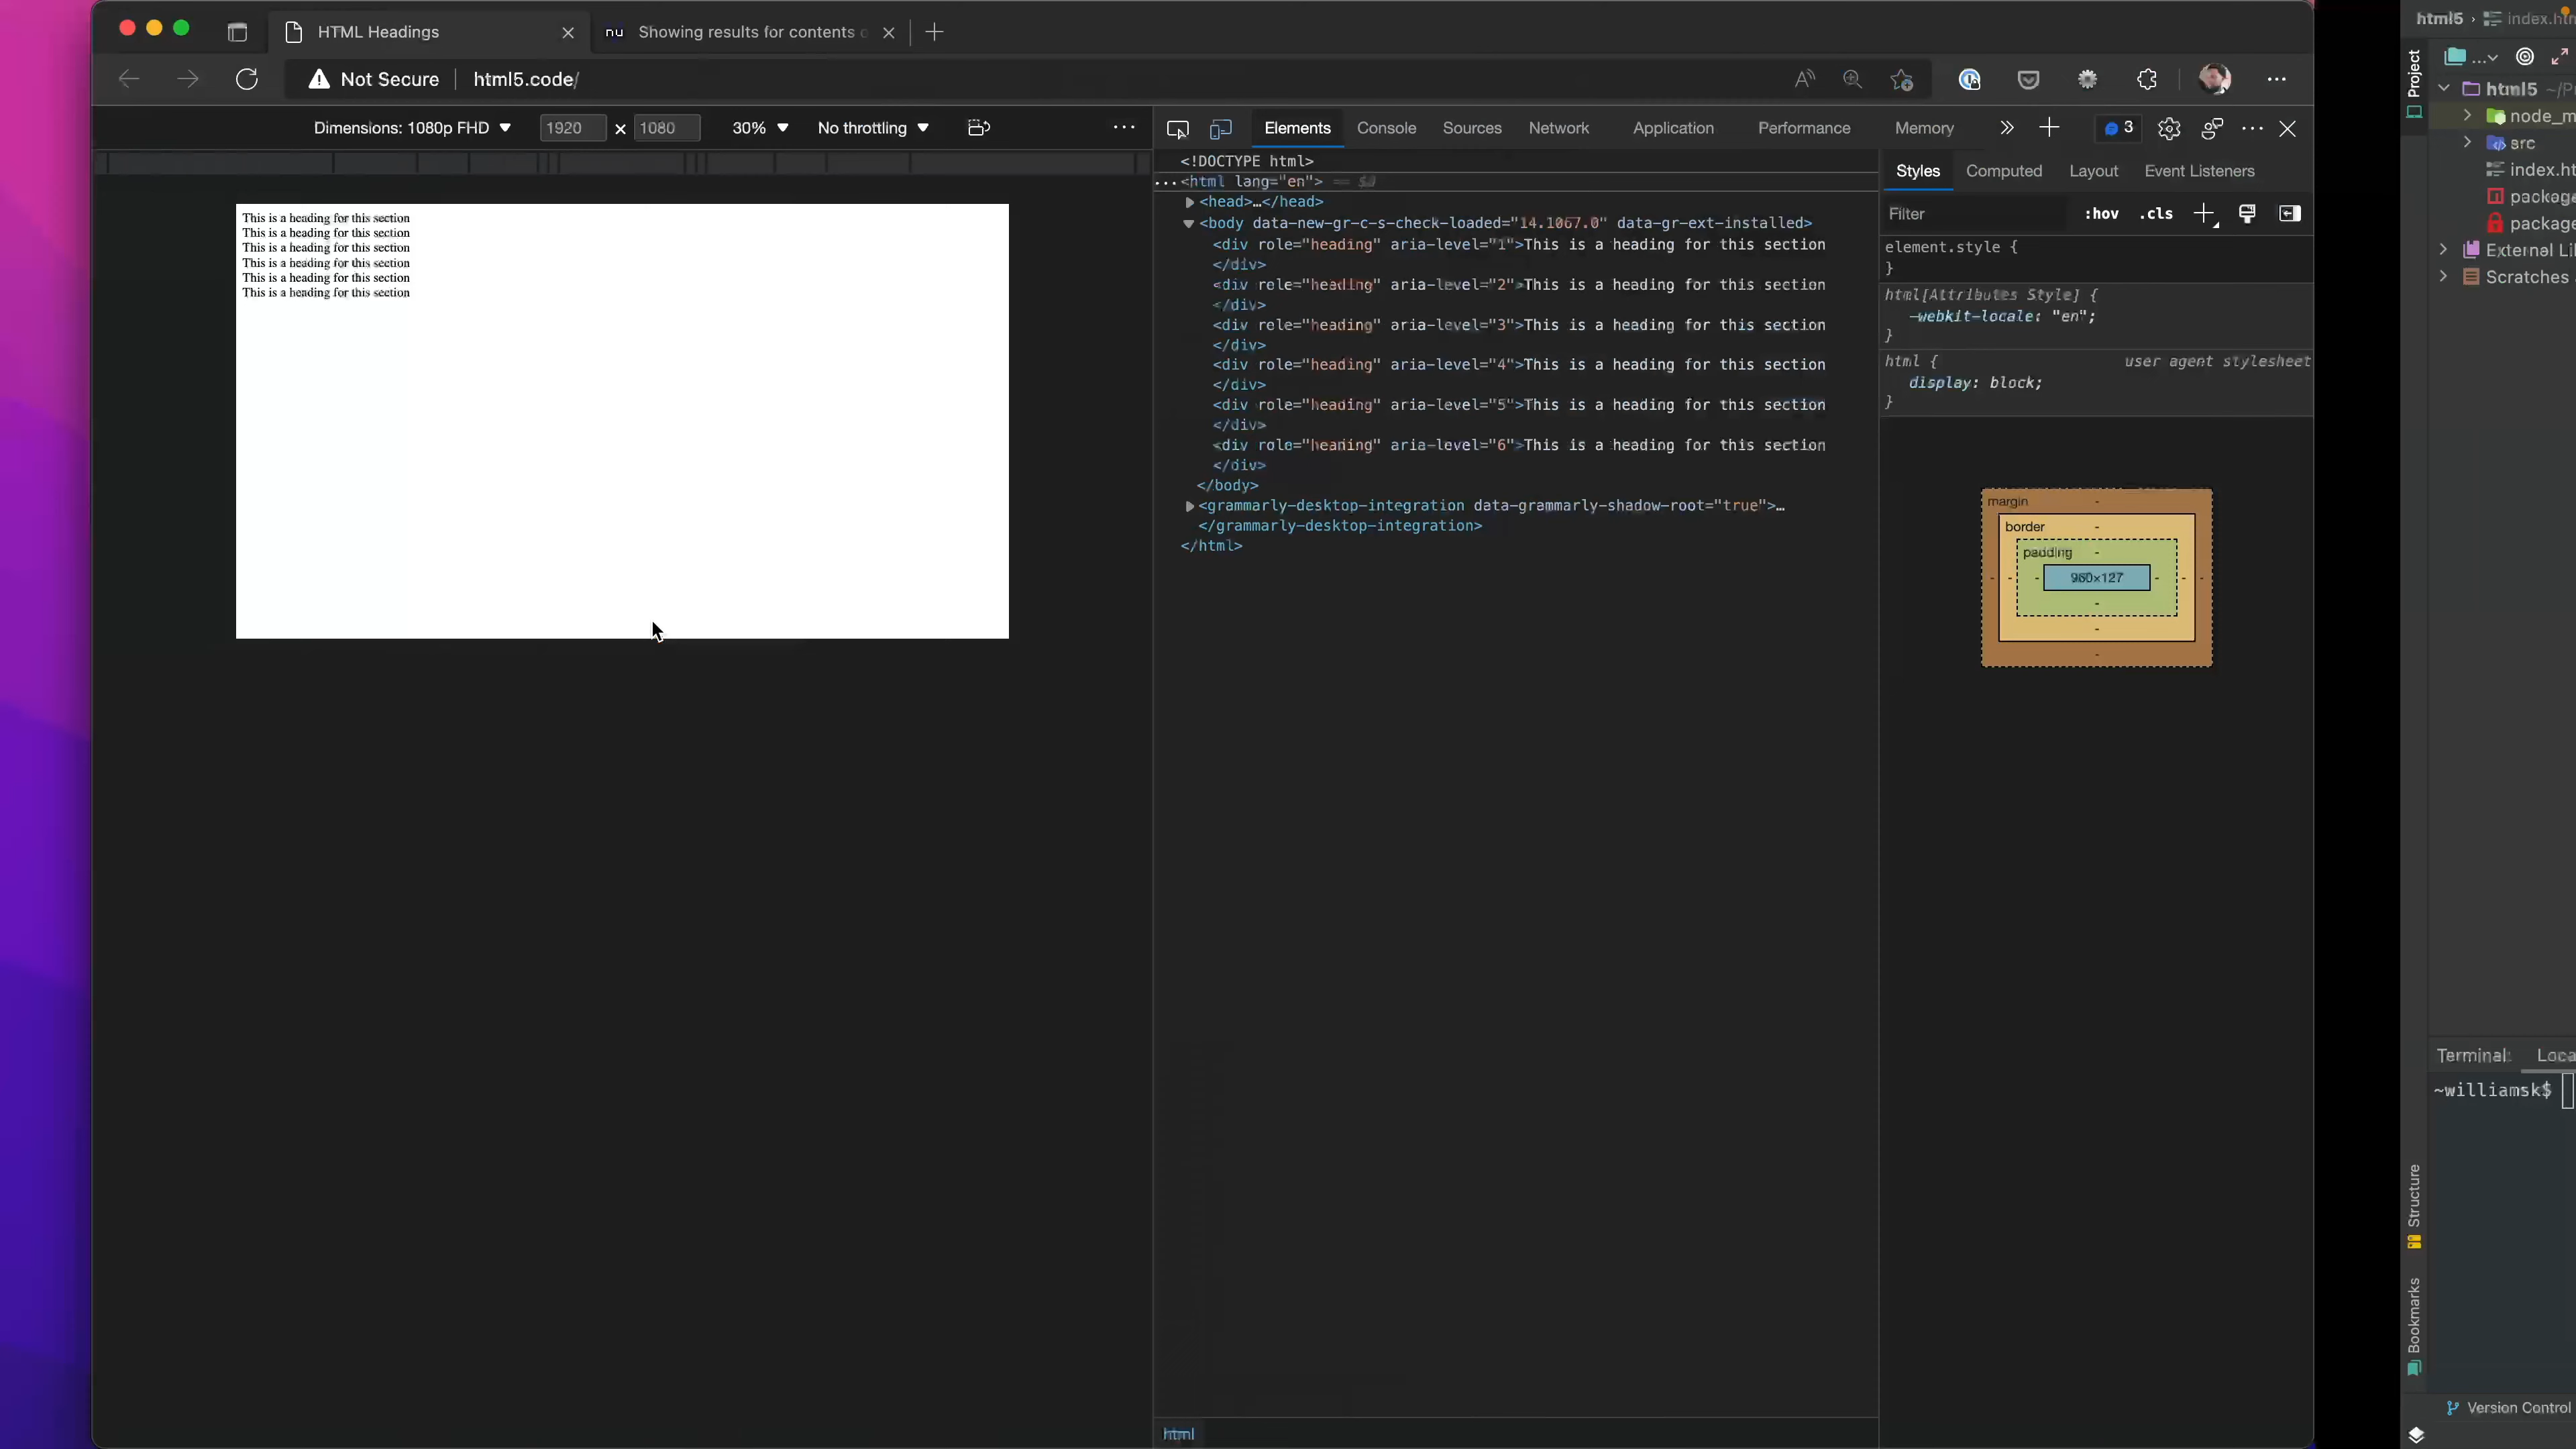 HTML Headings
nu Showing results for contents o
Not Secure html5.code/
Dimensions: 1080p FHD 1920 x 1080 30% No throttling
Elements Console Sources Network Application Performance Memory 3
This is a heading for this section
This is a heading for this section
This is a heading for this section
This is a heading for this section
This is a heading for this section
This is a heading for this section
<!DOCTYPE html>
…<html lang="en"> == $0
<head>…</head>
<body data-new-gr-c-s-check-loaded="14.1067.0" data-gr-ext-installed>
<div role="heading" aria-level="1">This is a heading for this section
</div>
<div role="heading" aria-level="2">This is a heading for this section
</div>
<div role="heading" aria-level="3">This is a heading for this section
</div>
<div role="heading" aria-level="4">This is a heading for this section
</div>
<div role="heading" aria-level="5">This is a heading for this section
</div>
<div role="heading" aria-level="6">This is a heading for this section
</div>
</body>
<grammarly-desktop-integration data-grammarly-shadow-root="true">…
</grammarly-desktop-integration>
</html>
html
Styles Computed Layout Event Listeners
Filter :hov .cls
element.style {
}
html[Attributes Style] {
-webkit-locale: "en";
}
html { user agent stylesheet
display: block;
}
margin -
border -
padding -
- - - 960×127 - - -
-
-
-
html5 › index.htm
Project
html5 ~/P
node_m
src
index.ht
package
package
External Li
Scratches
Terminal: Loca
~williamsk$
Structure
Bookmarks
Version Control